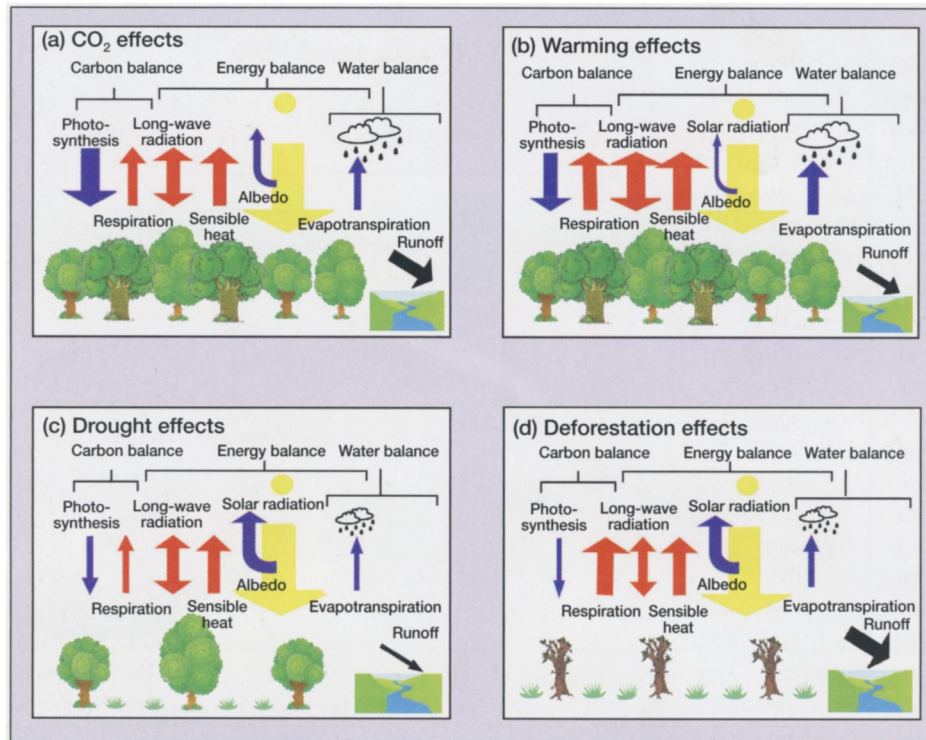 (a) CO₂ effects
Carbon balance
Energy balance
Water balance
Photo-
synthesis
Long-wave
radiation
Albedo
Respiration
Sensible
heat
Evapotranspiration
Runoff
(b) Warming effects
Carbon balance
Energy balance
Water balance
Photo-
synthesis
Long-wave
radiation
Solar radiation
Albedo
Respiration
Sensible
heat
Evapotranspiration
Runoff
(c) Drought effects
Carbon balance
Energy balance
Water balance
Photo-
synthesis
Long-wave
radiation
Solar radiation
Albedo
Respiration
Sensible
heat
Evapotranspiration
Runoff
(d) Deforestation effects
Carbon balance
Energy balance
Water balance
Photo-
synthesis
Long-wave
radiation
Solar radiation
Albedo
Respiration
Sensible
heat
Evapotranspiration
Runoff